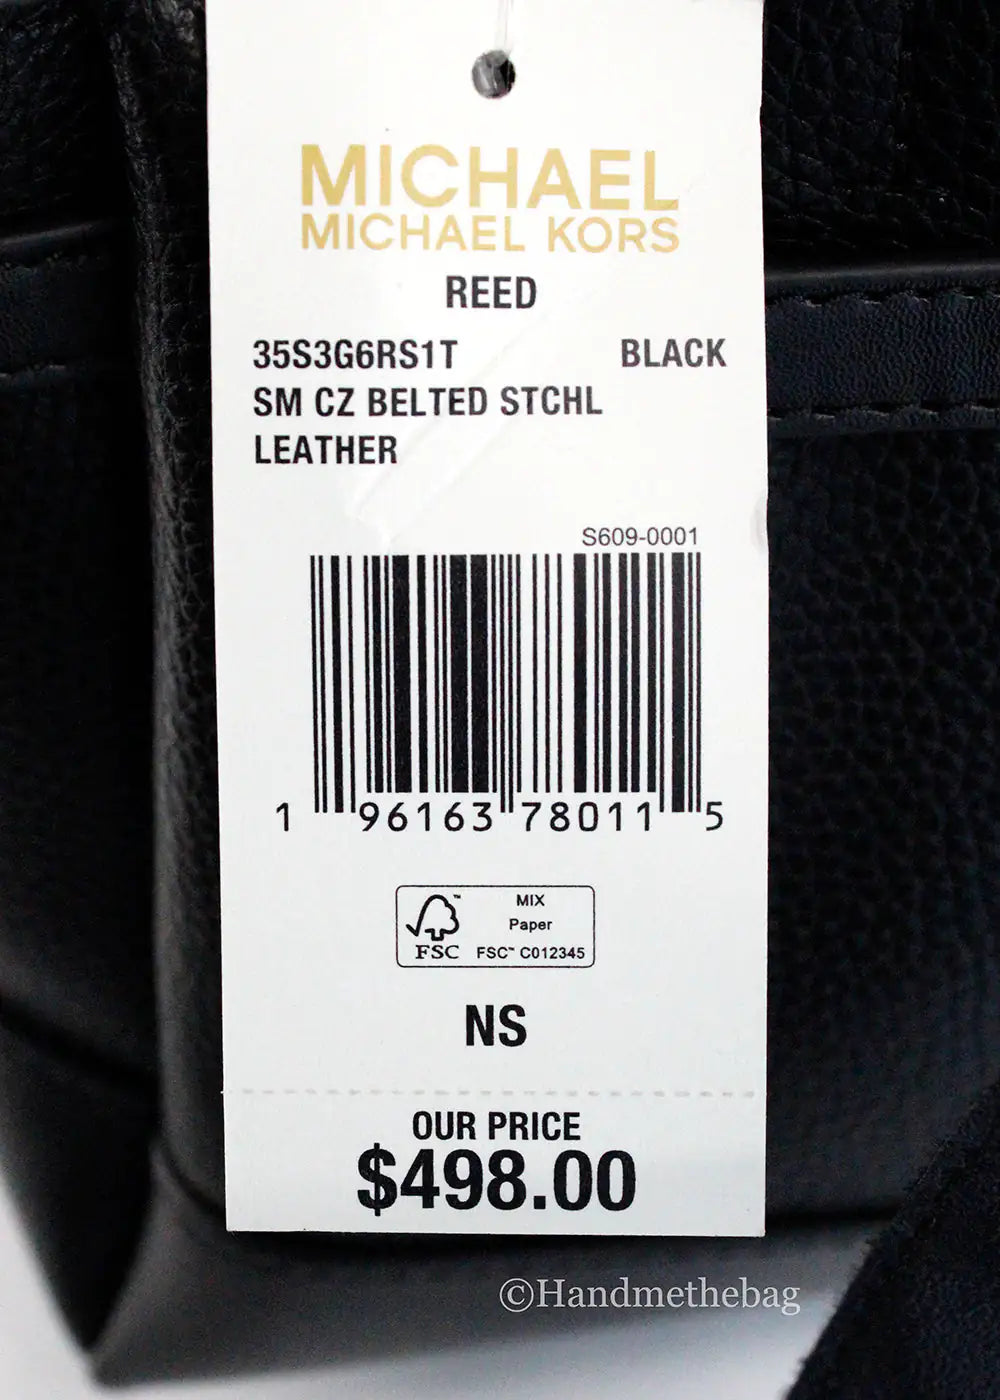 MICHAEL
MICHAEL KORS
REED
35S3G6RS1T BLACK
SM CZ BELTED STCHL
LEATHER
S609-0001
1 96163 78011 5
FSC™
MIX
Paper
FSC™ C012345
NS
OUR PRICE
$498.00
©Handmethebag